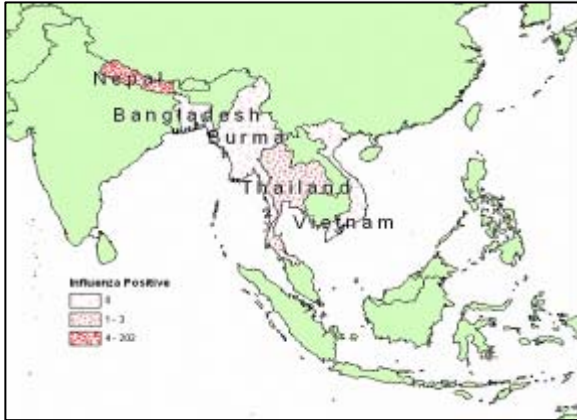 Nepal
Bangladesh
Burma
Thailand
Vietnam
Influenza Positive
0
1 - 3
4 - 202